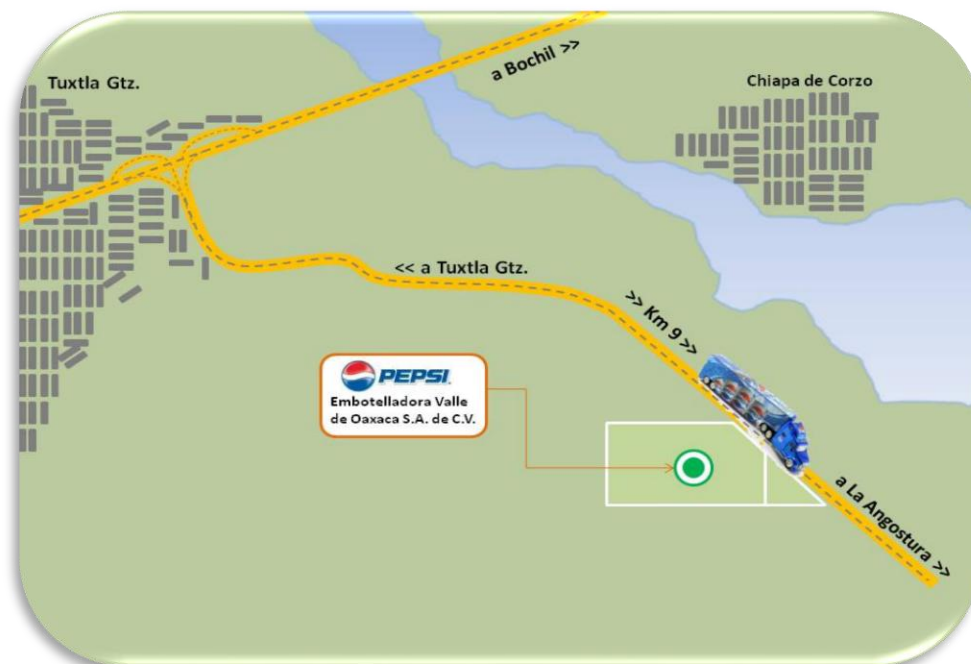 a Bochil >>
Tuxtla Gtz.
Chiapa de Corzo
<< a Tuxtla Gtz.
>> Km 9 >>
PEPSI
Embotelladora Valle
de Oaxaca S.A. de C.V.
a La Angostura >>